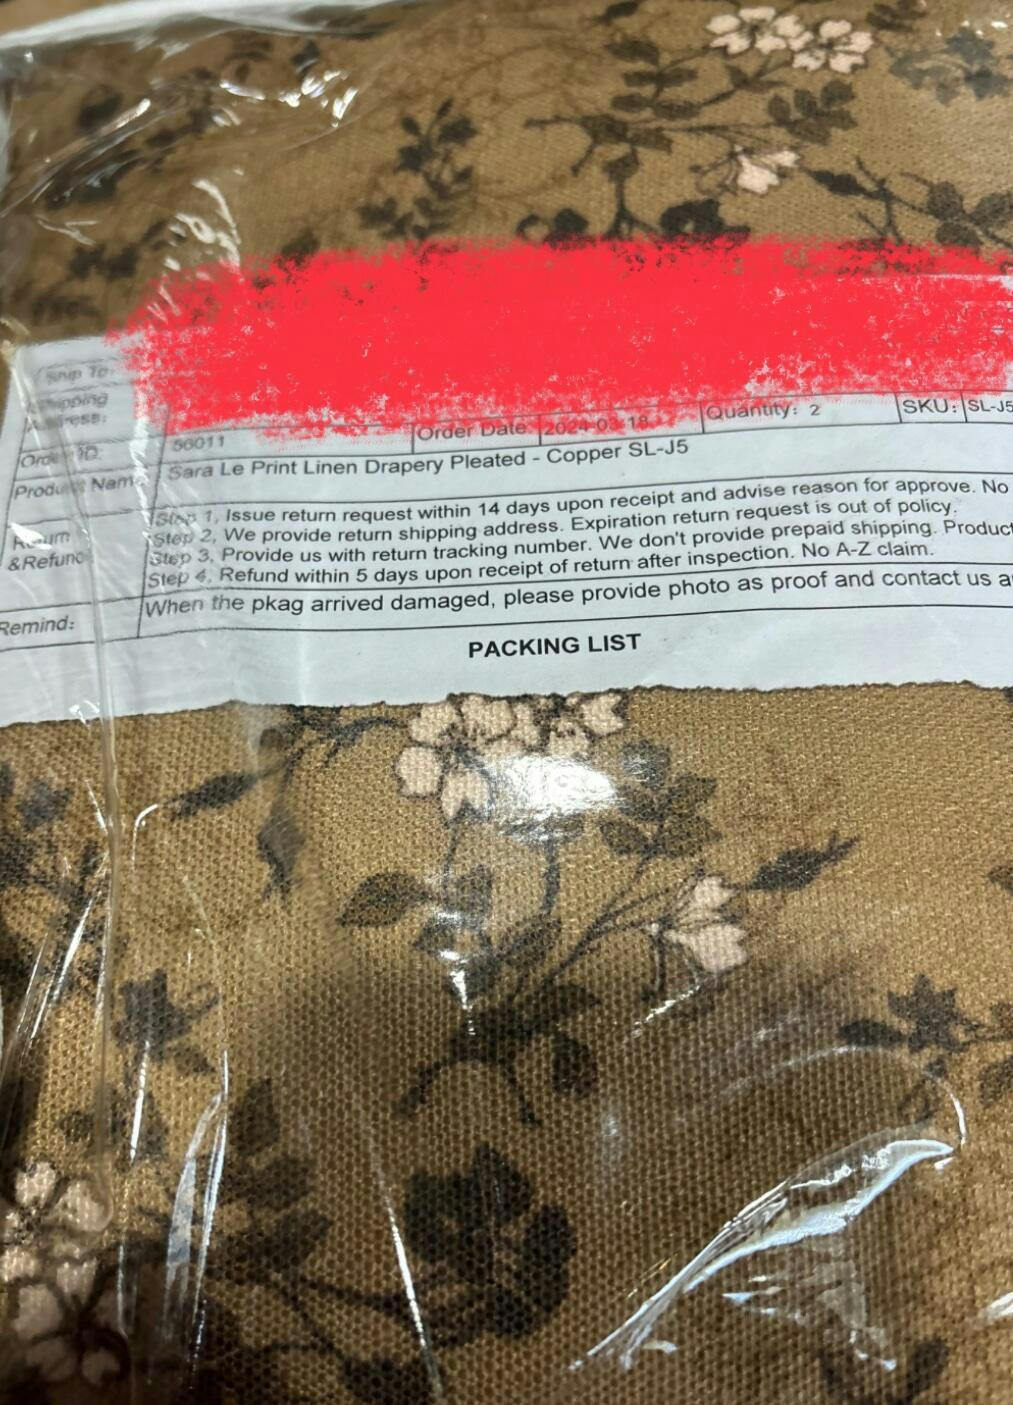 Ship To:
Shipping
Address:
Order ID: 56011 Order Date: 2024-03-18 Quantity: 2 SKU: SL-J5
Product Name Sara Le Print Linen Drapery Pleated - Copper SL-J5
Return
&Refund
Step 1, Issue return request within 14 days upon receipt and advise reason for approve. No
Step 2, We provide return shipping address. Expiration return request is out of policy.
Step 3, Provide us with return tracking number. We don't provide prepaid shipping. Product
Step 4, Refund within 5 days upon receipt of return after inspection. No A-Z claim.
Remind: When the pkag arrived damaged, please provide photo as proof and contact us
PACKING LIST